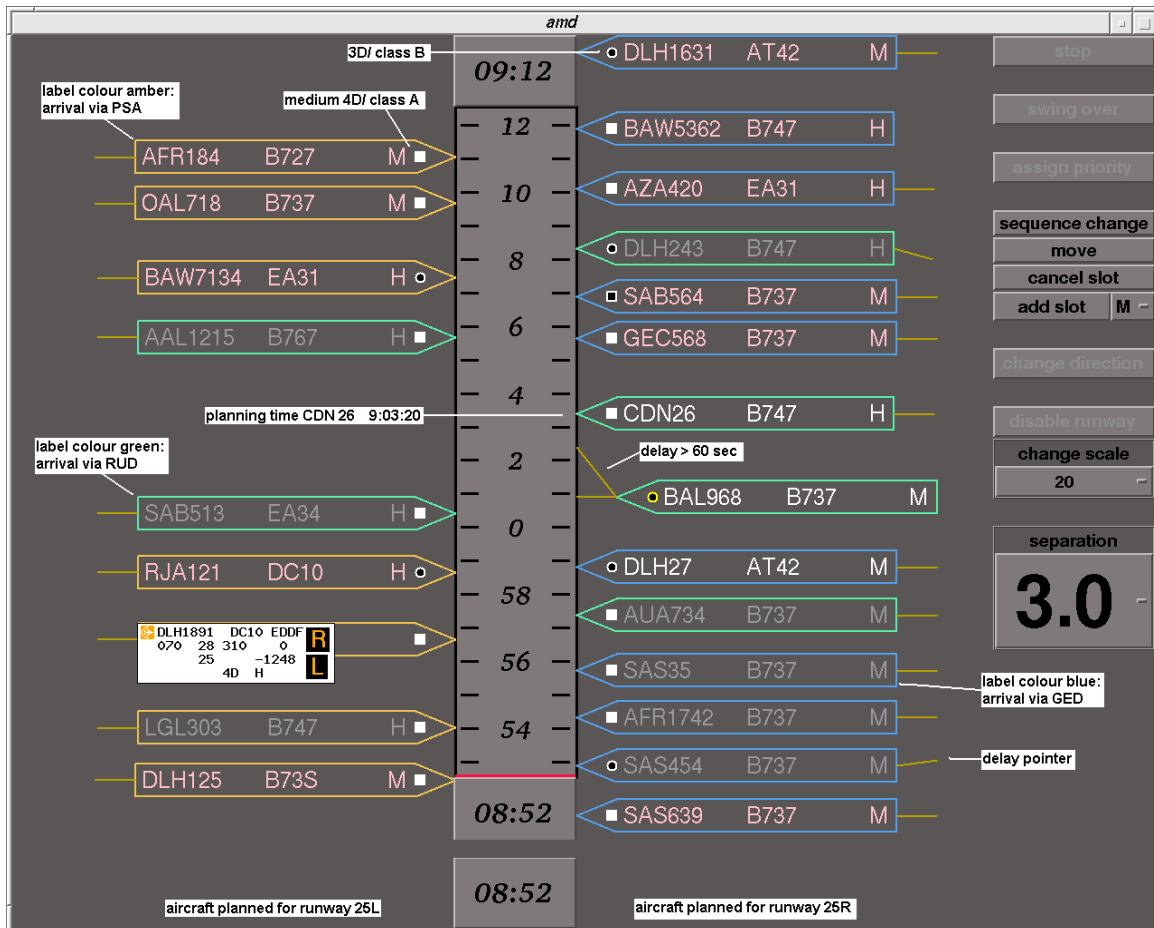 amd
3D/ class B
label colour amber:
arrival via PSA
medium 4D/ class A
AFR184 B727 M
OAL718 B737 M
BAW7134 EA31 H
AAL1215 B767 H
planning time CDN 26 9:03:20
label colour green:
arrival via RUD
SAB513 EA34 H
RJA121 DC10 H
DLH1891 DC10 EDDF R
070 28 310 0
25 -1248 L
4D H
LGL303 B747 H
DLH125 B73S M
aircraft planned for runway 25L
09:12
12
10
8
6
4
2
0
58
56
54
08:52
08:52
DLH1631 AT42 M
BAW5362 B747 H
AZA420 EA31 H
DLH243 B747 H
SAB564 B737 M
GEC568 B737 M
CDN26 B747 H
delay > 60 sec
BAL968 B737 M
DLH27 AT42 M
AUA734 B737 M
SAS35 B737 M
label colour blue:
arrival via GED
AFR1742 B737 M
SAS454 B737 M
delay pointer
SAS639 B737 M
aircraft planned for runway 25R
stop
swing over
assign priority
sequence change
move
cancel slot
add slot M
change direction
disable runway
change scale
20
separation
3.0